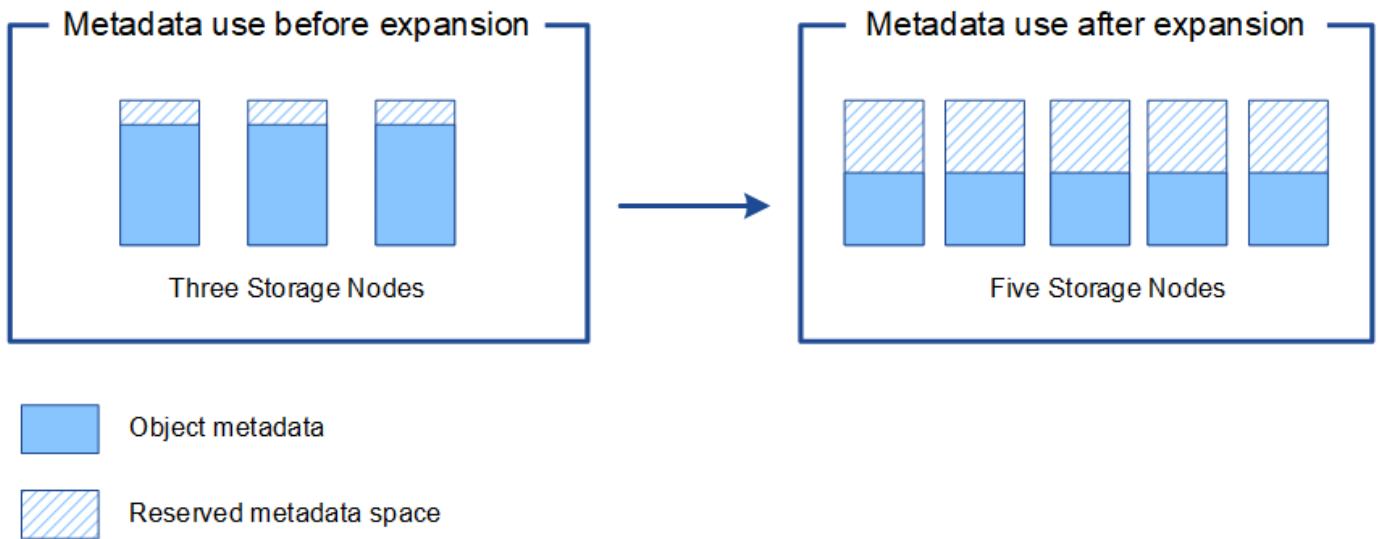 Metadata use before expansion
Three Storage Nodes
Metadata use after expansion
Five Storage Nodes
Object metadata
Reserved metadata space